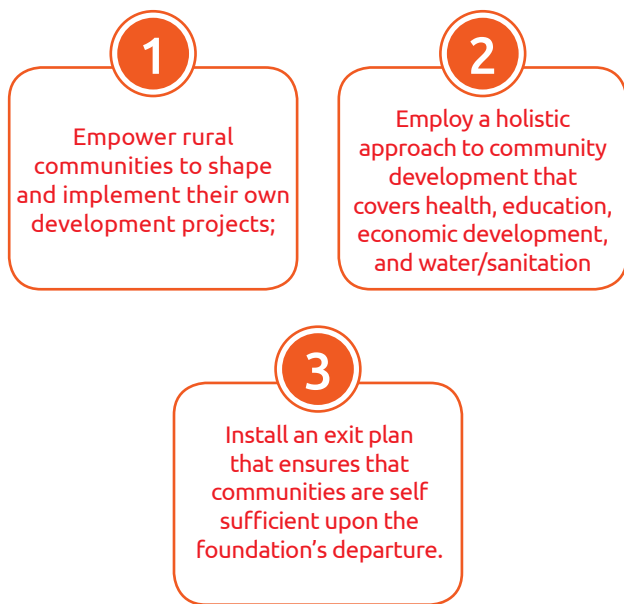 1
Empower rural
communities to shape
and implement their own
development projects;
2
Employ a holistic
approach to community
development that
covers health, education,
economic development,
and water/sanitation
3
Install an exit plan
that ensures that
communities are self
sufficient upon the
foundation’s departure.